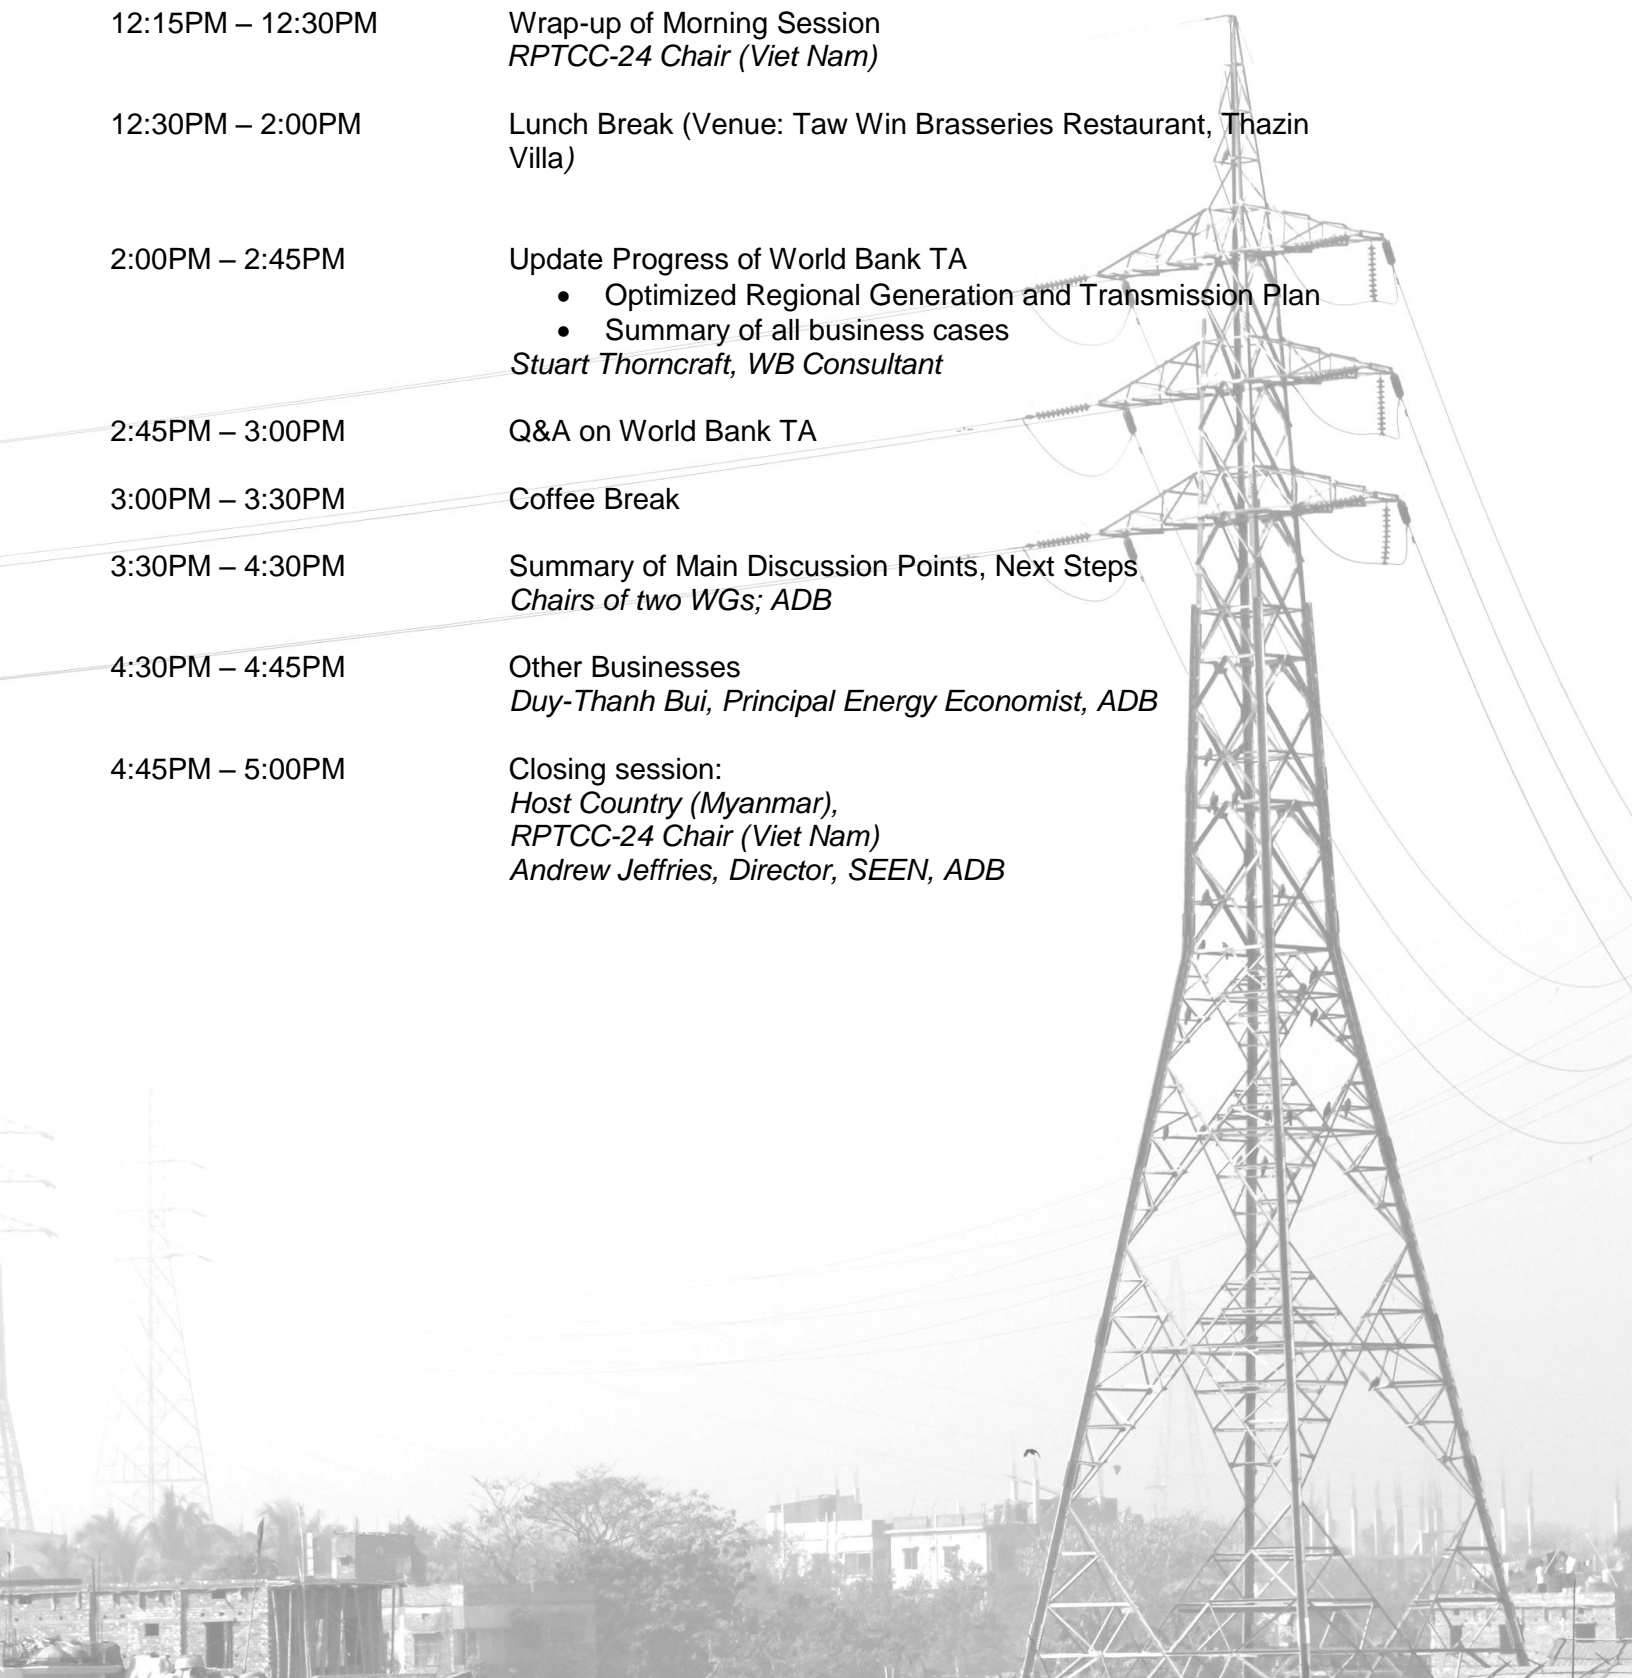 12:15PM – 12:30PM Wrap-up of Morning Session
RPTCC-24 Chair (Viet Nam)
12:30PM – 2:00PM Lunch Break (Venue: Taw Win Brasseries Restaurant, Thazin
Villa)
2:00PM – 2:45PM Update Progress of World Bank TA
• Optimized Regional Generation and Transmission Plan
• Summary of all business cases
Stuart Thorncraft, WB Consultant
2:45PM – 3:00PM Q&A on World Bank TA
3:00PM – 3:30PM Coffee Break
3:30PM – 4:30PM Summary of Main Discussion Points, Next Steps
Chairs of two WGs; ADB
4:30PM – 4:45PM Other Businesses
Duy-Thanh Bui, Principal Energy Economist, ADB
4:45PM – 5:00PM Closing session:
Host Country (Myanmar),
RPTCC-24 Chair (Viet Nam)
Andrew Jeffries, Director, SEEN, ADB